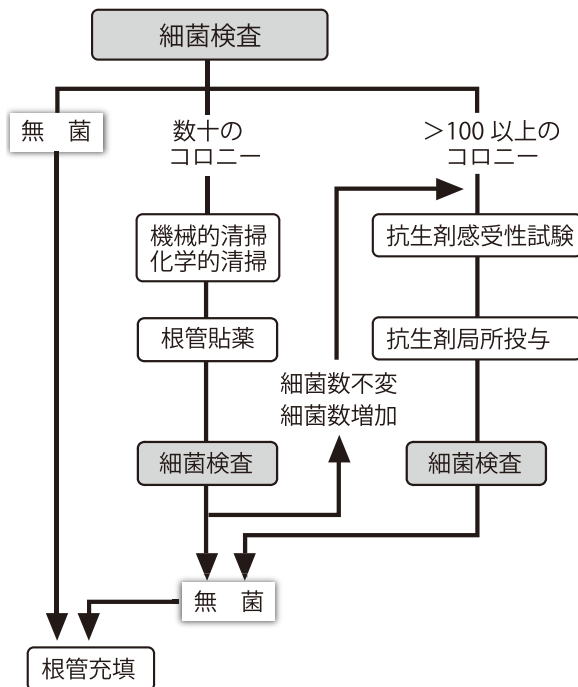 細菌検査
無 菌
数十の
コロニー
＞100 以上の
コロニー
機械的清掃
化学的清掃
抗生剤感受性試験
根管貼薬
抗生剤局所投与
細菌数不変
細菌数増加
細菌検査
細菌検査
無 菌
根管充填